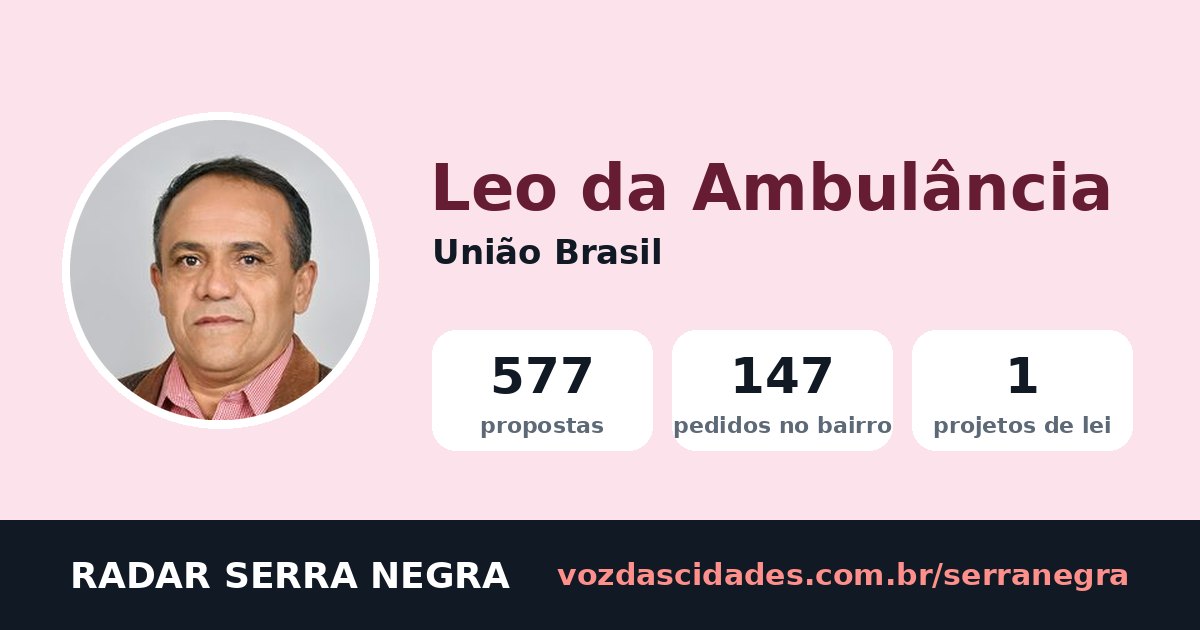 Leo da Ambulância
União Brasil
577
propostas
147
pedidos no bairro
1
projetos de lei
RADAR SERRA NEGRA
vozdascidades.com.br/serranegra